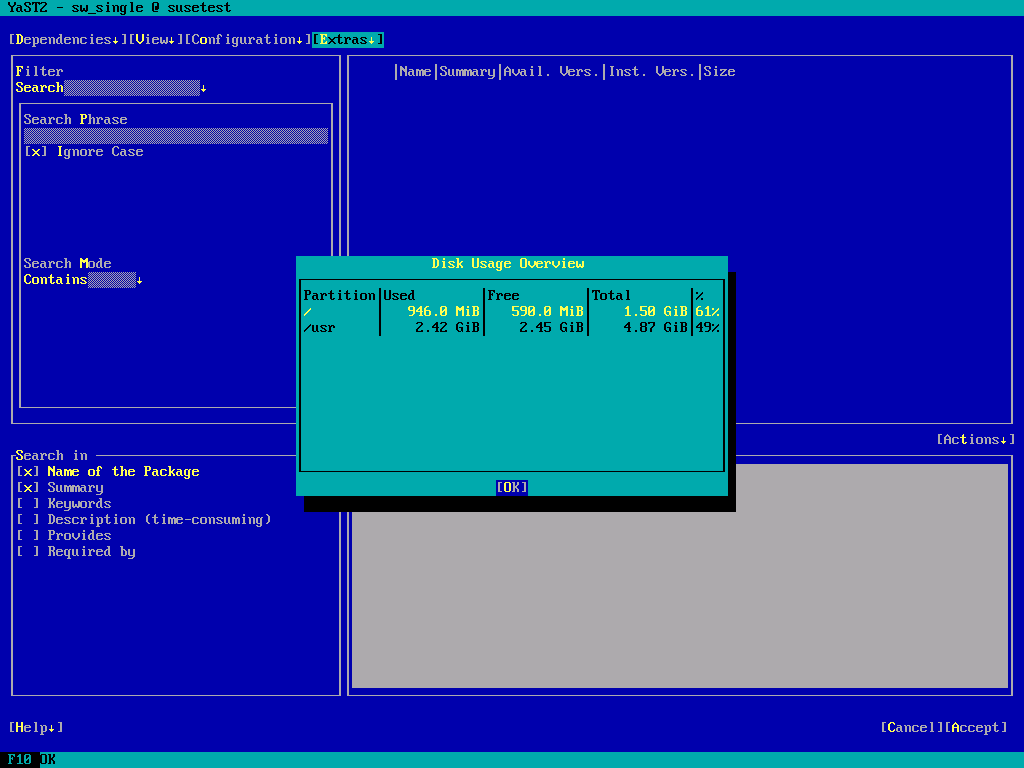 YaST2 - sw_single @ susetest
[Dependencies↓][View↓][Configuration↓][Extras↓]
Filter
Search↓
Search Phrase
[x] Ignore Case
Search Mode
Contains↓
|Name|Summary|Avail. Vers.|Inst. Vers.|Size
Disk Usage Overview
Partition|Used|Free|Total|%
/ 946.0 MiB 590.0 MiB 1.50 GiB 61%
/usr 2.42 GiB 2.45 GiB 4.87 GiB 49%
[OK]
[Actions↓]
Search in
[x] Name of the Package
[x] Summary
[ ] Keywords
[ ] Description (time-consuming)
[ ] Provides
[ ] Required by
[Help↓] [Cancel][Accept]
F10 OK